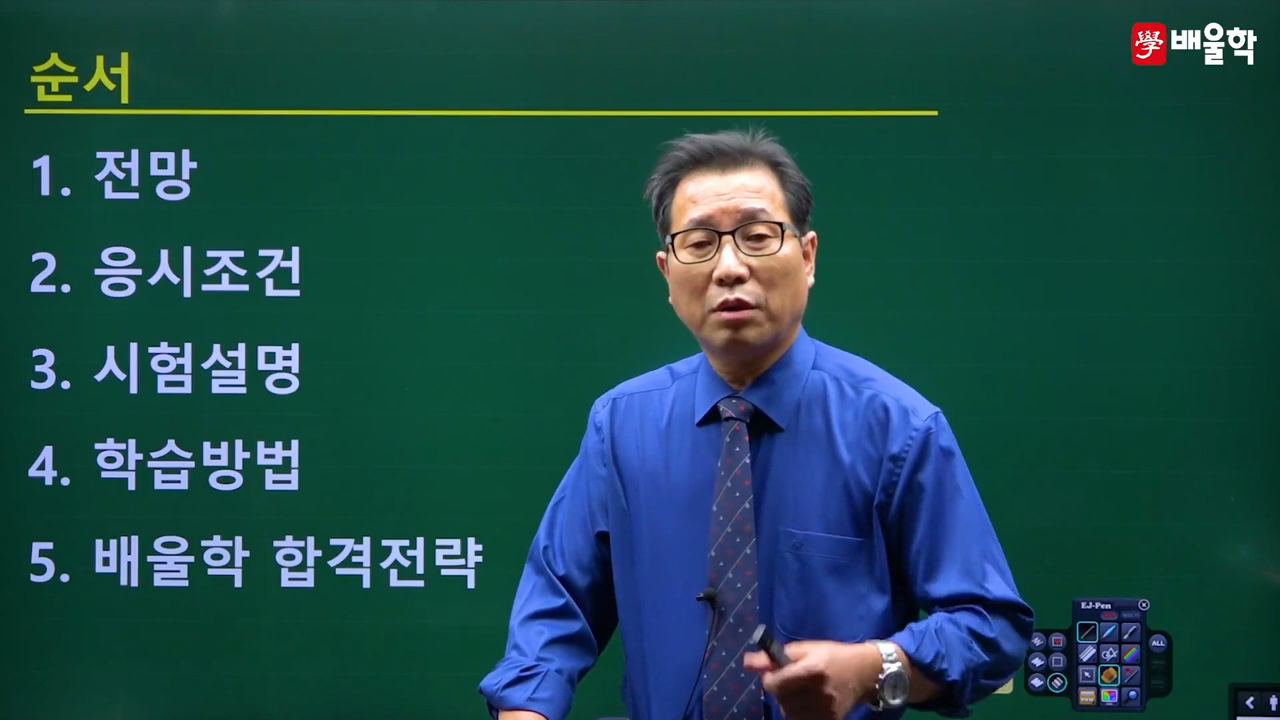 순서
學 배울학
1. 전망
2. 응시조건
3. 시험설명
4. 학습방법
5. 배울학 합격전략
EJ-Pen
ALL